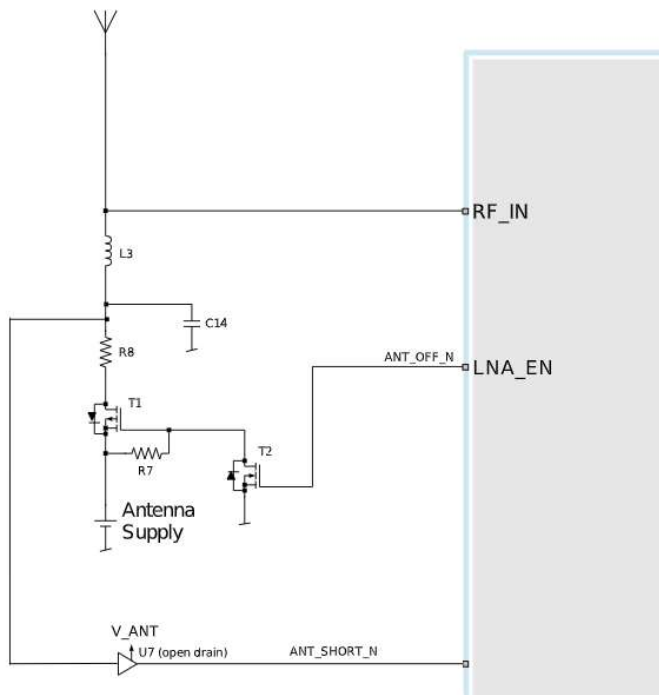 RF_IN
L3
C14
R8
ANT_OFF_N
LNA_EN
T1
T2
R7
Antenna
Supply
V_ANT
U7 (open drain)
ANT_SHORT_N